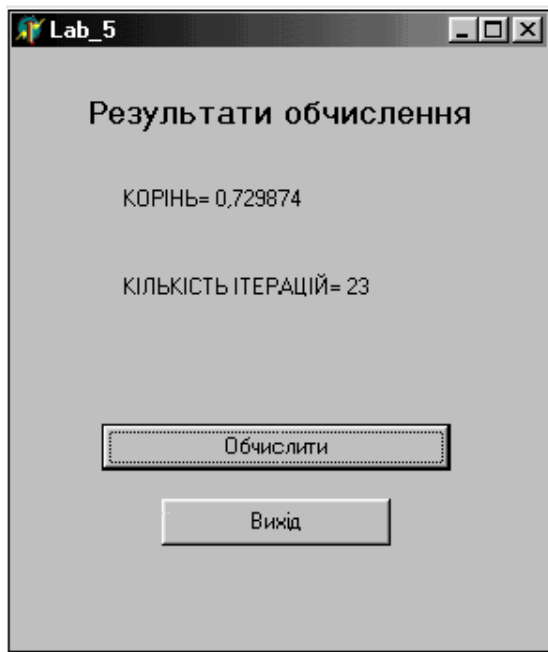 Lab_5
Результати обчислення
КОРІНЬ= 0,729874
КІЛЬКІСТЬ ІТЕРАЦІЙ= 23
Обчислити
Вихід